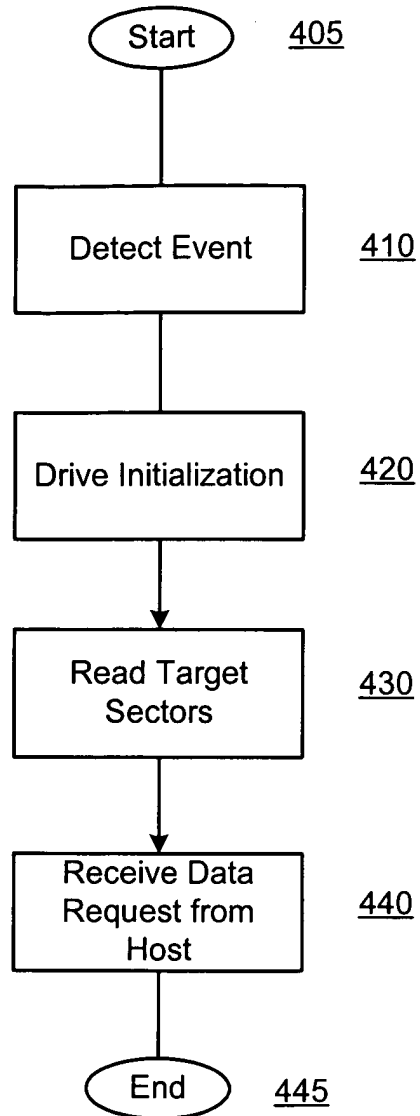 Start 405
Detect Event 410
Drive Initialization 420
Read Target
Sectors
430
Receive Data
Request from
Host
440
End 445